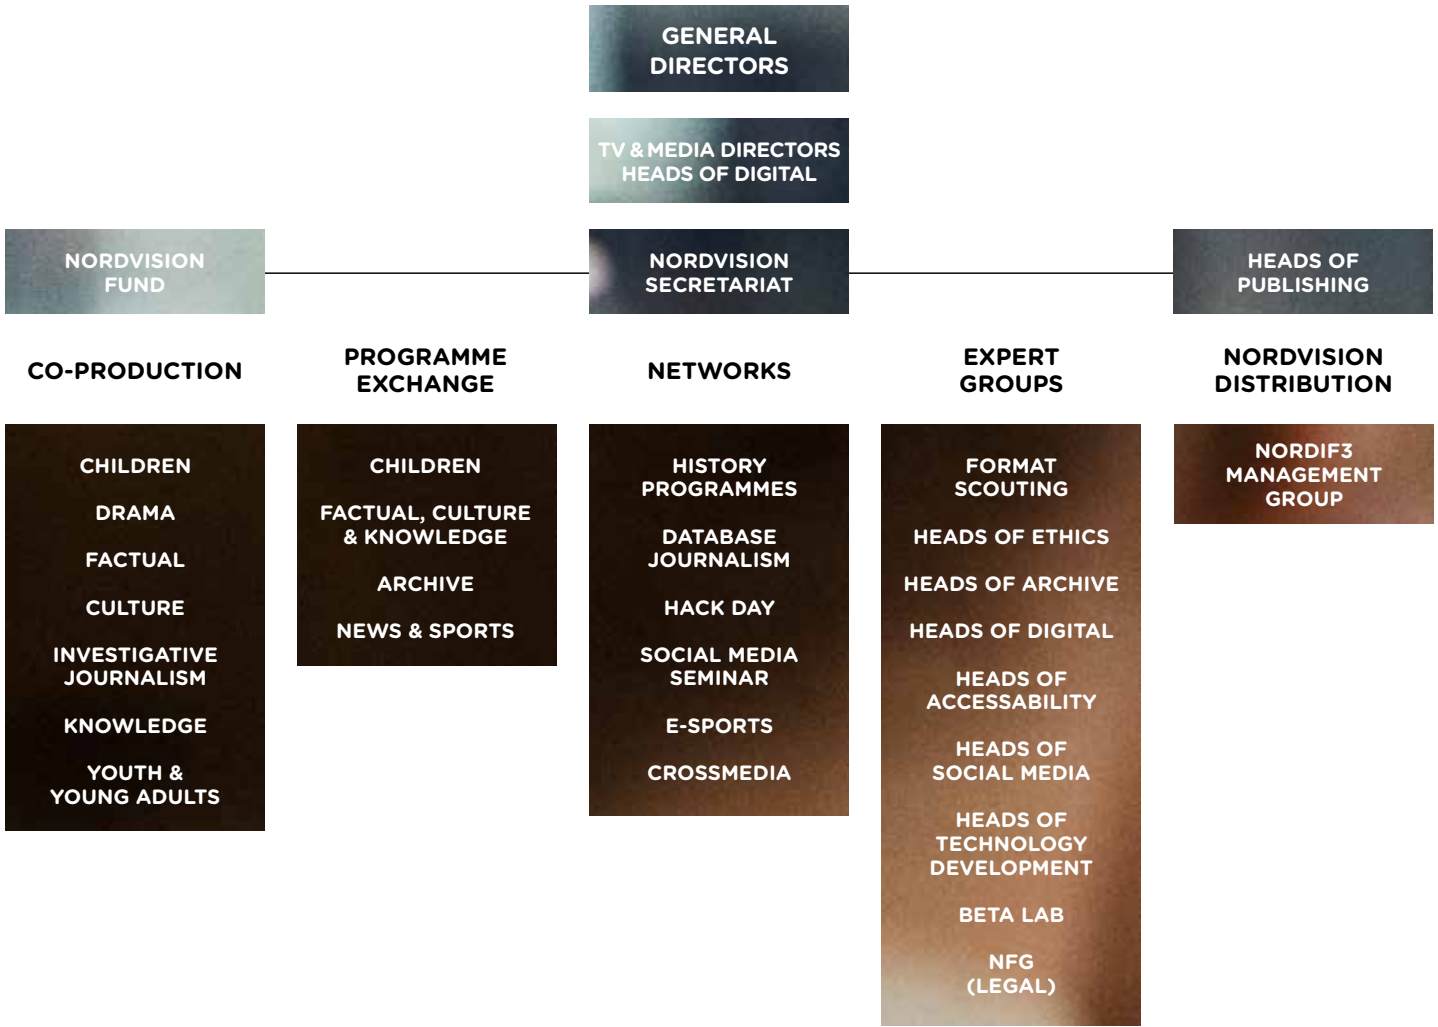 GENERAL
DIRECTORS
TV & MEDIA DIRECTORS
HEADS OF DIGITAL
NORDVISION
FUND
NORDVISION
SECRETARIAT
HEADS OF
PUBLISHING
CO-PRODUCTION
PROGRAMME
EXCHANGE
NETWORKS
EXPERT
GROUPS
NORDVISION
DISTRIBUTION
CHILDREN
DRAMA
FACTUAL
CULTURE
INVESTIGATIVE
JOURNALISM
KNOWLEDGE
YOUTH &
YOUNG ADULTS
CHILDREN
FACTUAL, CULTURE
& KNOWLEDGE
ARCHIVE
NEWS & SPORTS
HISTORY
PROGRAMMES
DATABASE
JOURNALISM
HACK DAY
SOCIAL MEDIA
SEMINAR
E-SPORTS
CROSSMEDIA
FORMAT
SCOUTING
HEADS OF ETHICS
HEADS OF ARCHIVE
HEADS OF DIGITAL
HEADS OF
ACCESSABILITY
HEADS OF
SOCIAL MEDIA
HEADS OF
TECHNOLOGY
DEVELOPMENT
BETA LAB
NFG
(LEGAL)
NORDIF3
MANAGEMENT
GROUP